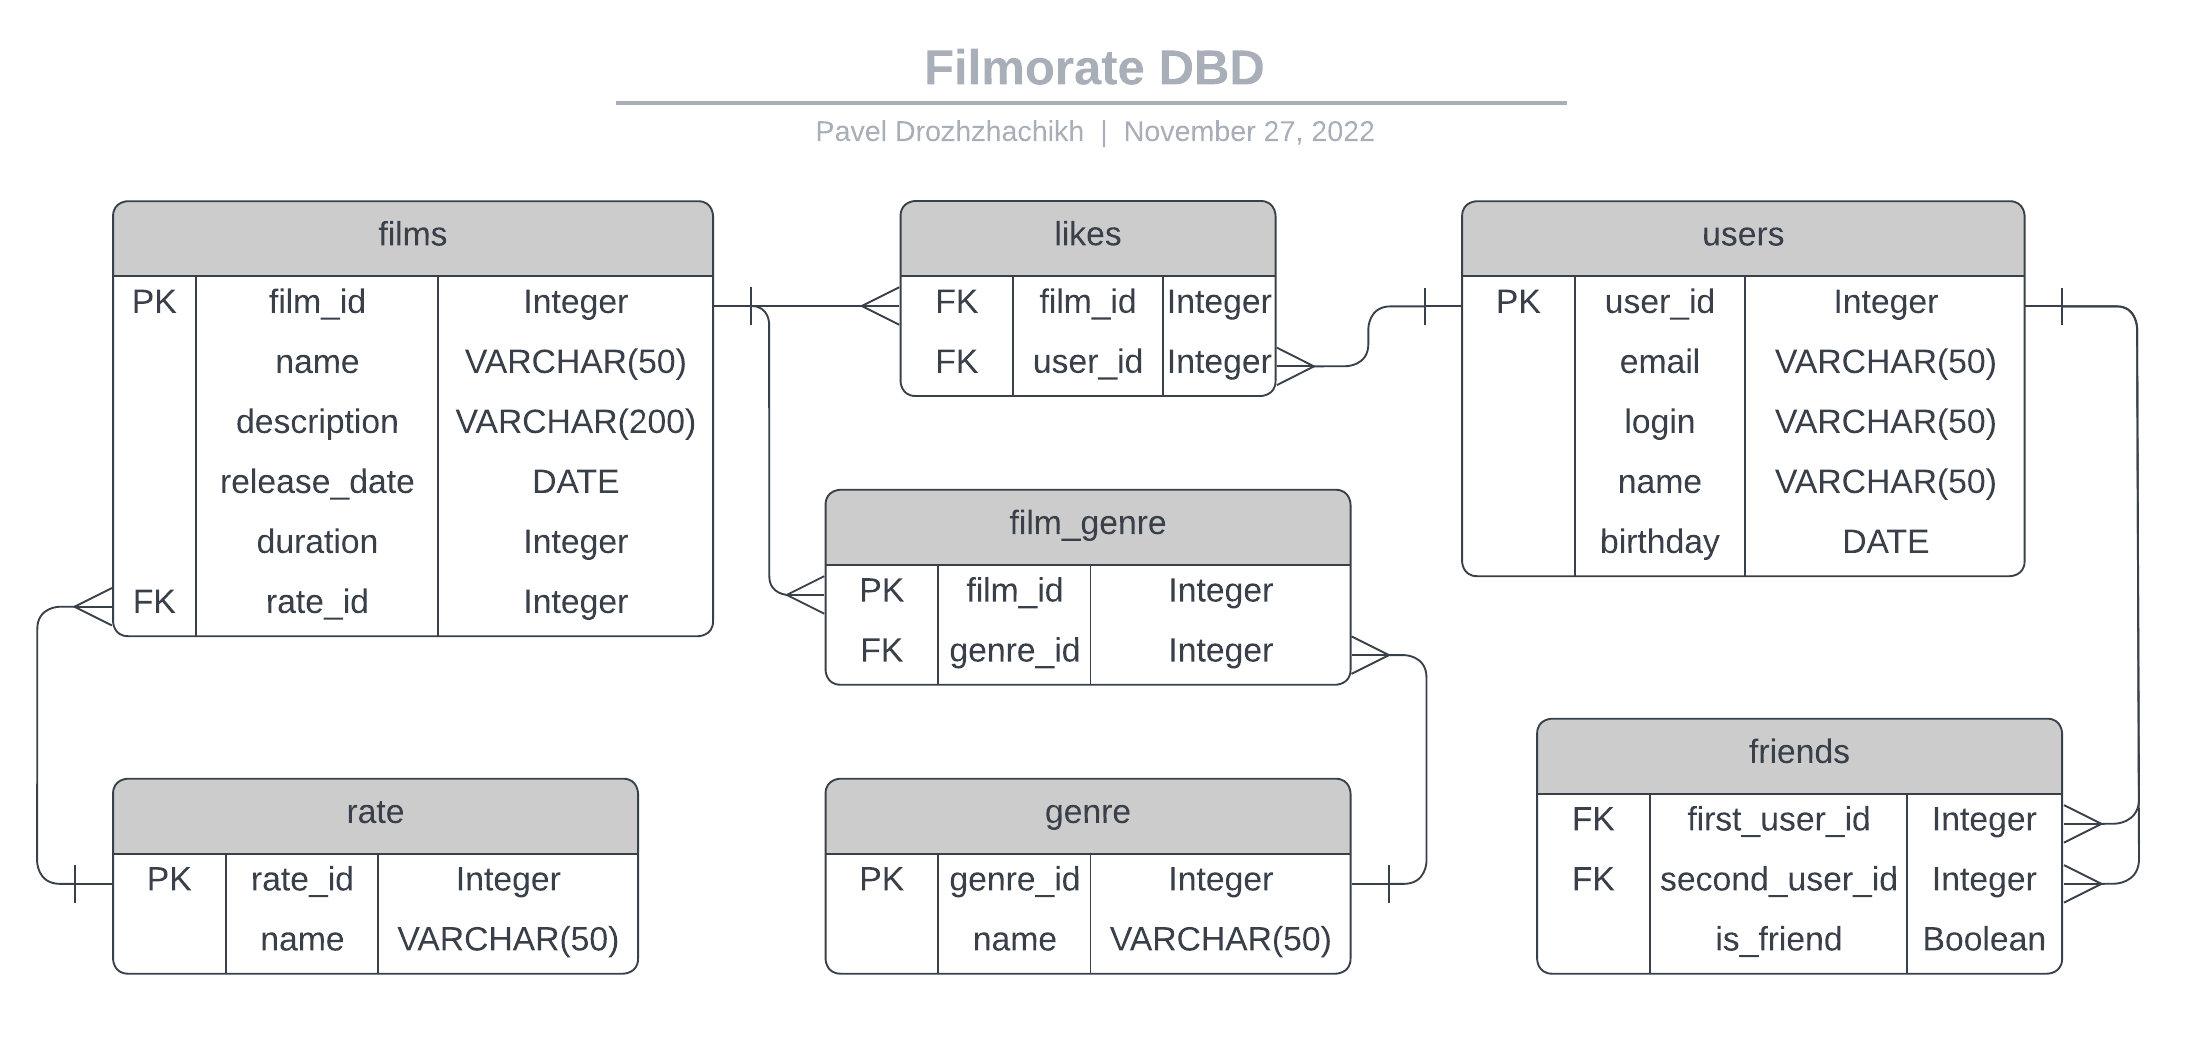 Filmorate DBD
Pavel Drozhzhachikh | November 27, 2022
films
PK film_id Integer
name VARCHAR(50)
description VARCHAR(200)
release_date DATE
duration Integer
FK rate_id Integer
likes
FK film_id Integer
FK user_id Integer
users
PK user_id Integer
email VARCHAR(50)
login VARCHAR(50)
name VARCHAR(50)
birthday DATE
film_genre
PK film_id Integer
FK genre_id Integer
rate
PK rate_id Integer
name VARCHAR(50)
genre
PK genre_id Integer
name VARCHAR(50)
friends
FK first_user_id Integer
FK second_user_id Integer
is_friend Boolean